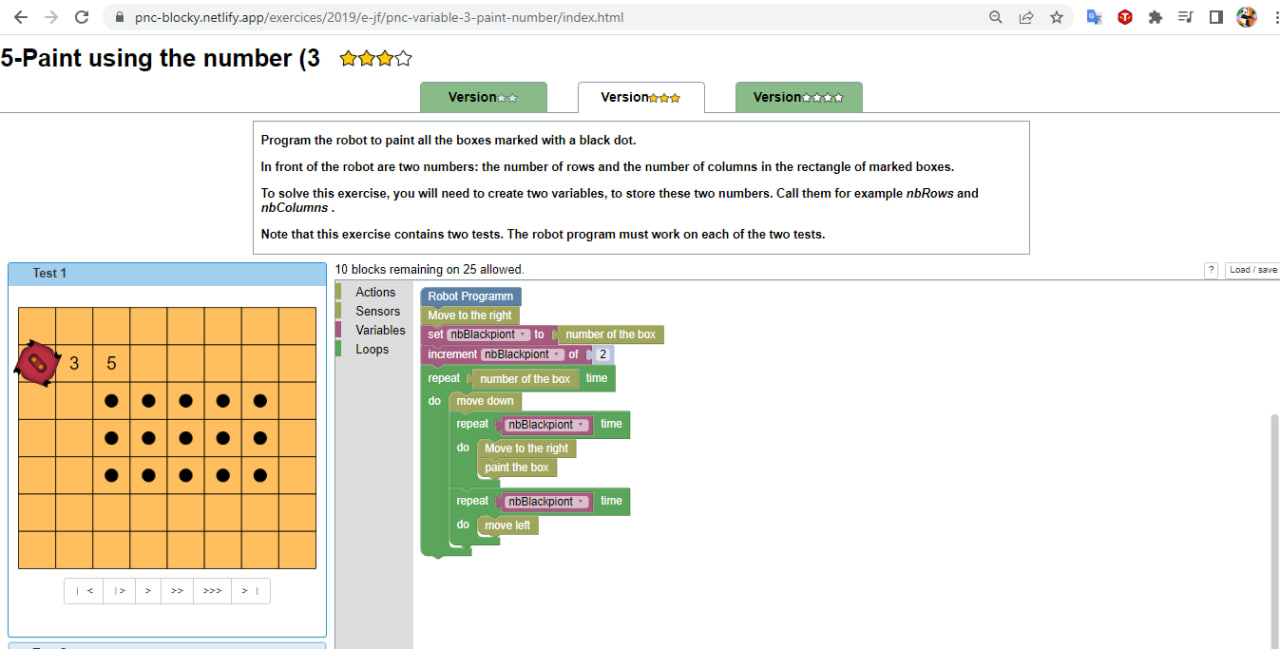 pnc-blocky.netlify.app/exercices/2019/e-jf/pnc-variable-3-paint-number/index.html
5-Paint using the number (3
Version
Version
Version
Program the robot to paint all the boxes marked with a black dot.
In front of the robot are two numbers: the number of rows and the number of columns in the rectangle of marked boxes.
To solve this exercise, you will need to create two variables, to store these two numbers. Call them for example nbRows and
nbColumns .
Note that this exercise contains two tests. The robot program must work on each of the two tests.
Test 1
10 blocks remaining on 25 allowed.
? Load / save
3 5
| < |> > >> >>> > |
Actions
Sensors
Variables
Loops
Robot Programm
Move to the right
set nbBlackpiont to number of the box
increment nbBlackpiont of 2
repeat number of the box time
do move down
repeat nbBlackpiont time
do Move to the right
paint the box
repeat nbBlackpiont time
do move left